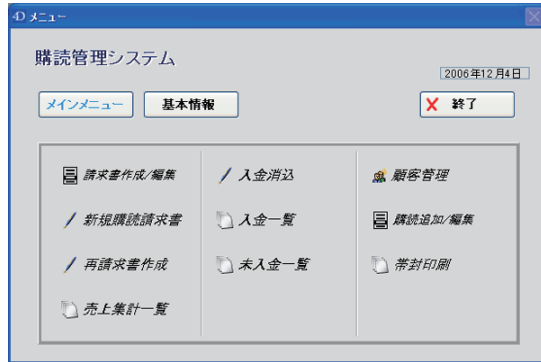 メニュー
購読管理システム
2006年12月4日
メインメニュー 基本情報 終了
請求書作成/編集 入金消込 顧客管理
新規購読請求書 入金一覧 購読追加/編集
再請求書作成 未入金一覧 帯封印刷
売上集計一覧